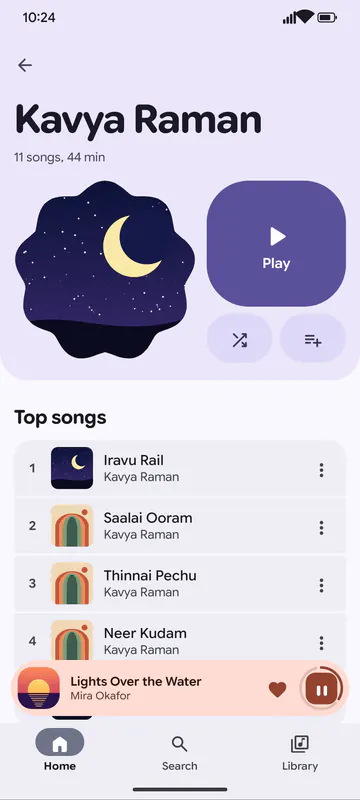 10:24
Kavya Raman
11 songs, 44 min
Play
Top songs
1
Iravu Rail
Kavya Raman
2
Saalai Ooram
Kavya Raman
3
Thinnai Pechu
Kavya Raman
4
Neer Kudam
Kavya Raman
Lights Over the Water
Mira Okafor
Home
Search
Library